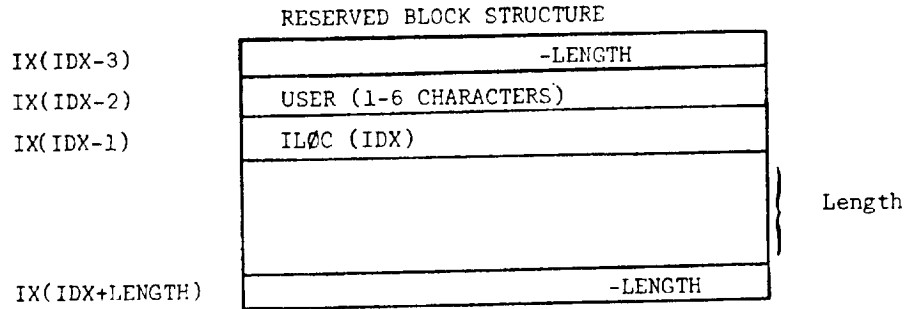 RESERVED BLOCK STRUCTURE
IX(IDX-3) -LENGTH
IX(IDX-2) USER (1-6 CHARACTERS)
IX(IDX-1) ILØC (IDX)
Length
IX(IDX+LENGTH) -LENGTH